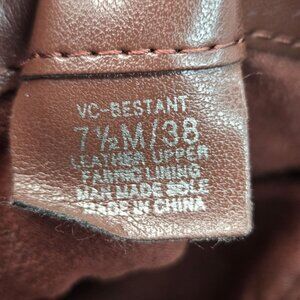 VC-BESTANT
7½M/38
LEATHER UPPER
FABRIC LINING
MAN MADE SOLE
MADE IN CHINA